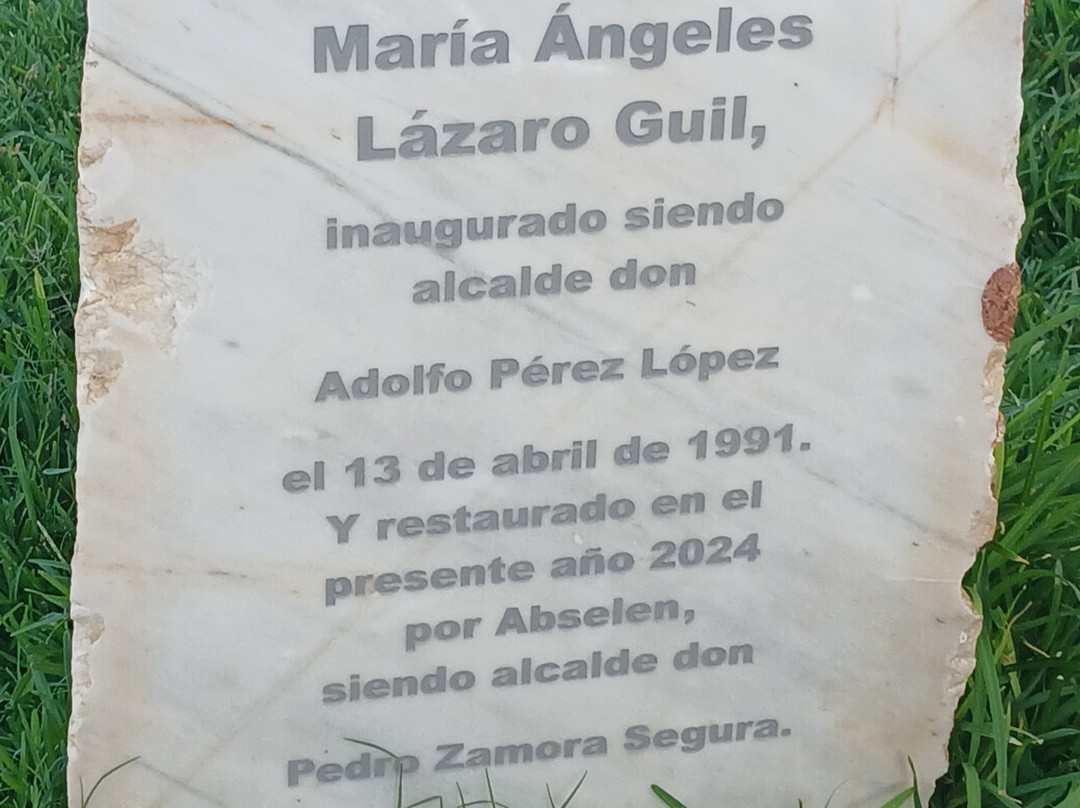 María Ángeles
Lázaro Guil,
inaugurado siendo
alcalde don
Adolfo Pérez López
el 13 de abril de 1991.
Y restaurado en el
presente año 2024
por Abselen,
siendo alcalde don
Pedro Zamora Segura.